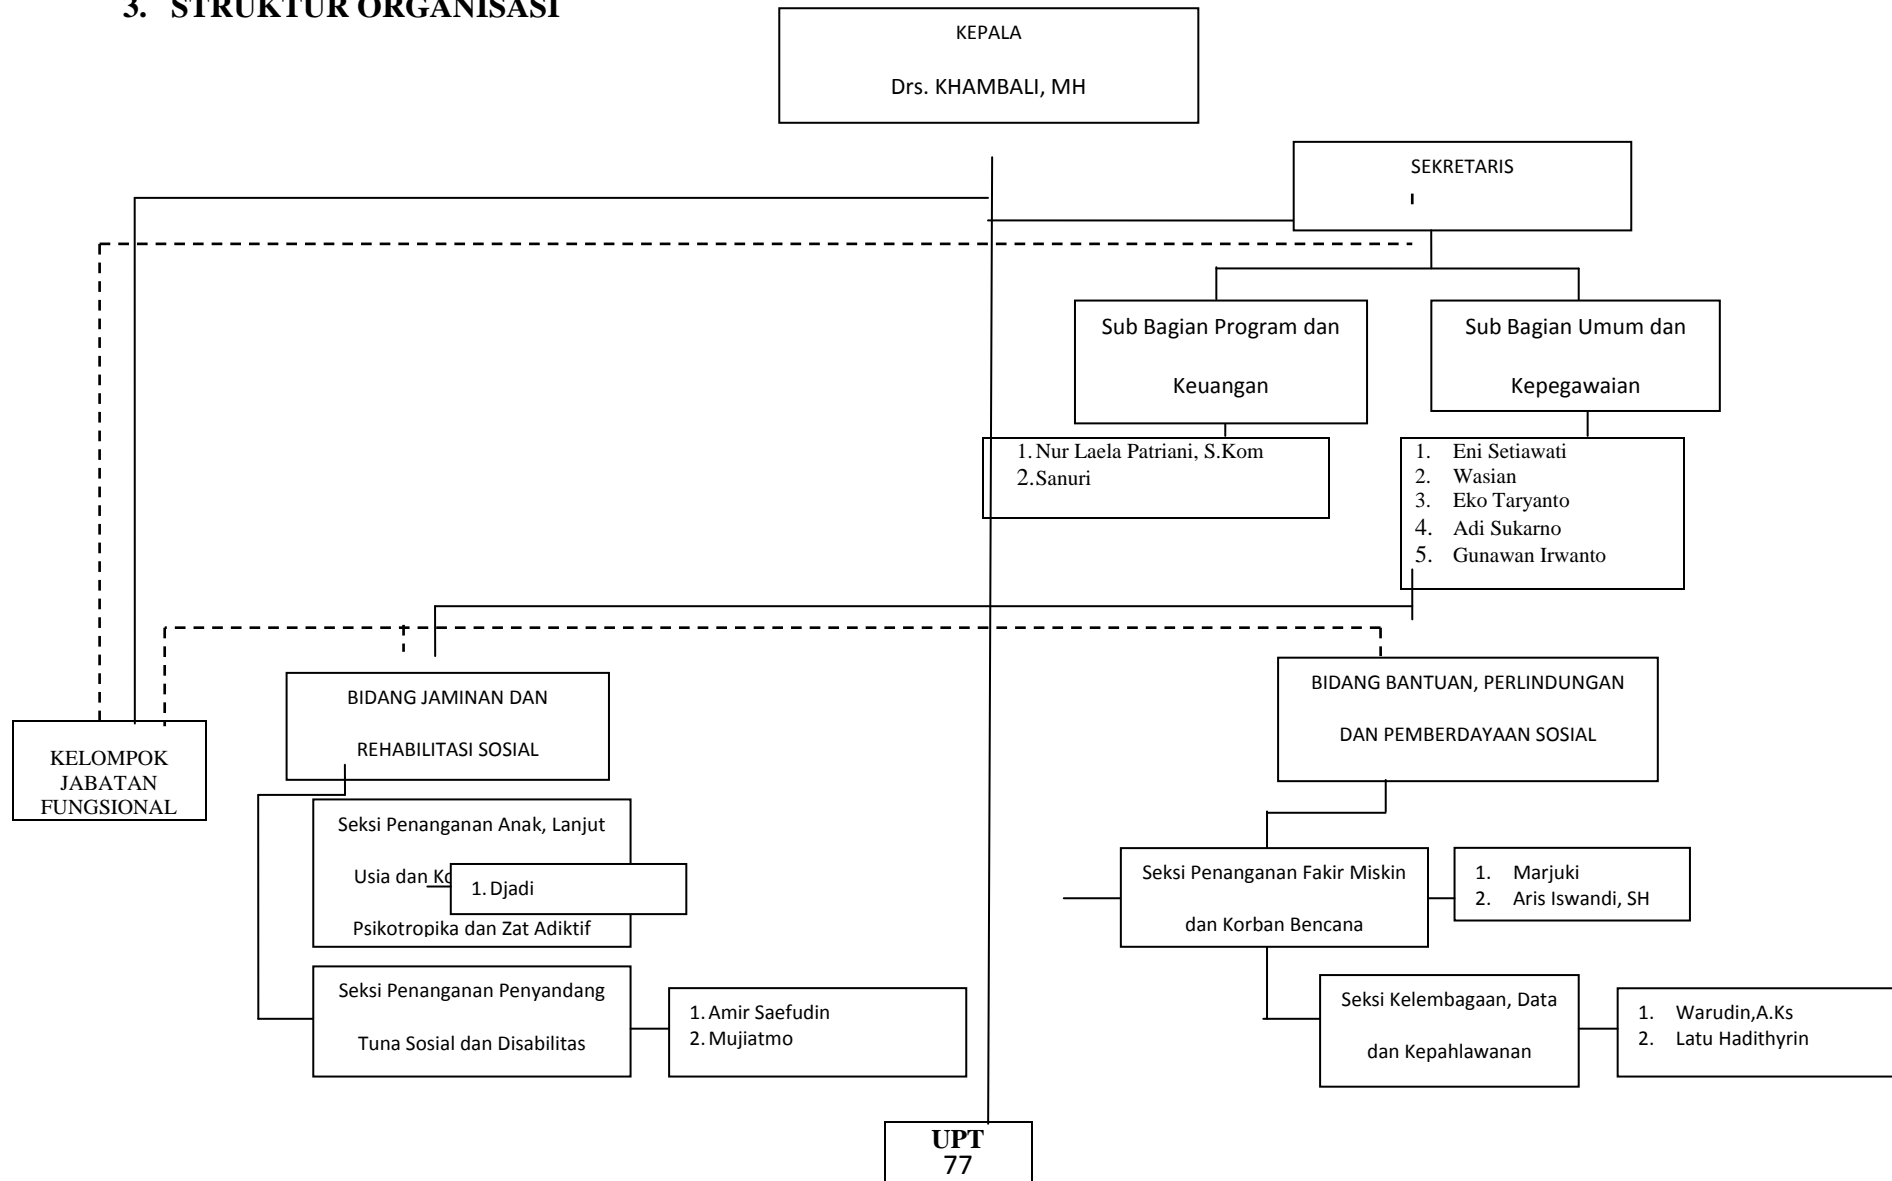 3. STRUKTUR ORGANISASI
KEPALA
Drs. KHAMBALI, MH
SEKRETARIS
Sub Bagian Program dan
Keuangan
Sub Bagian Umum dan
Kepegawaian
1. Nur Laela Patriani, S.Kom
2. Sanuri
1. Eni Setiawati
2. Wasian
3. Eko Taryanto
4. Adi Sukarno
5. Gunawan Irwanto
KELOMPOK
JABATAN
FUNGSIONAL
BIDANG JAMINAN DAN
REHABILITASI SOSIAL
Seksi Penanganan Anak, Lanjut
Usia dan
Psikotropika dan Zat Adiktif
1. Djadi
Seksi Penanganan Penyandang
Tuna Sosial dan Disabilitas
1. Amir Saefudin
2. Mujiatmo
BIDANG BANTUAN, PERLINDUNGAN
DAN PEMBERDAYAAN SOSIAL
Seksi Penanganan Fakir Miskin
dan Korban Bencana
1. Marjuki
2. Aris Iswandi, SH
Seksi Kelembagaan, Data
dan Kepahlawanan
1. Warudin,A.Ks
2. Latu Hadithyrin
UPT
77